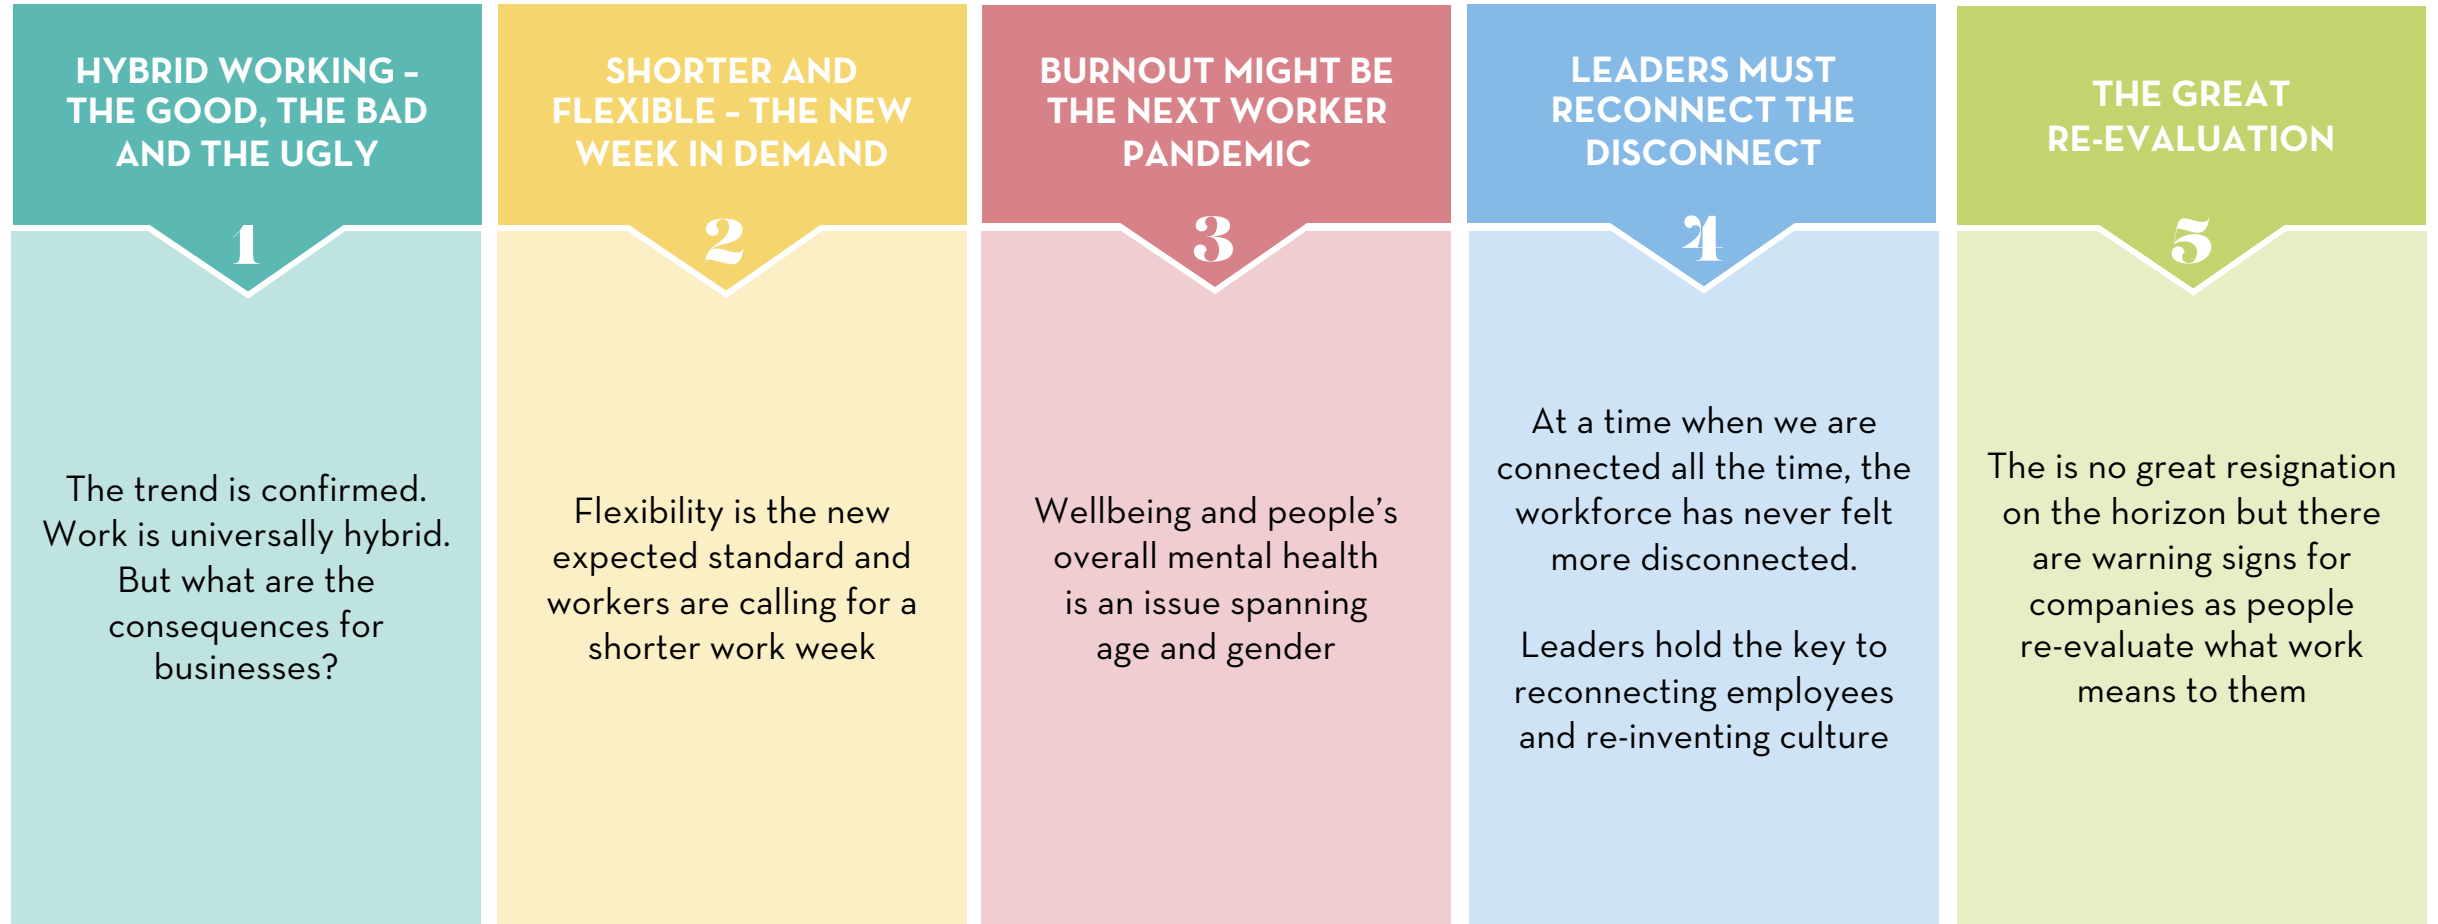 HYBRID WORKING –
THE GOOD, THE BAD
AND THE UGLY
1
The trend is confirmed.
Work is universally hybrid.
But what are the
consequences for
businesses?
SHORTER AND
FLEXIBLE – THE NEW
WEEK IN DEMAND
2
Flexibility is the new
expected standard and
workers are calling for a
shorter work week
BURNOUT MIGHT BE
THE NEXT WORKER
PANDEMIC
3
Wellbeing and people’s
overall mental health
is an issue spanning
age and gender
LEADERS MUST
RECONNECT THE
DISCONNECT
4
At a time when we are
connected all the time, the
workforce has never felt
more disconnected.
Leaders hold the key to
reconnecting employees
and re-inventing culture
THE GREAT
RE-EVALUATION
5
The is no great resignation
on the horizon but there
are warning signs for
companies as people
re-evaluate what work
means to them